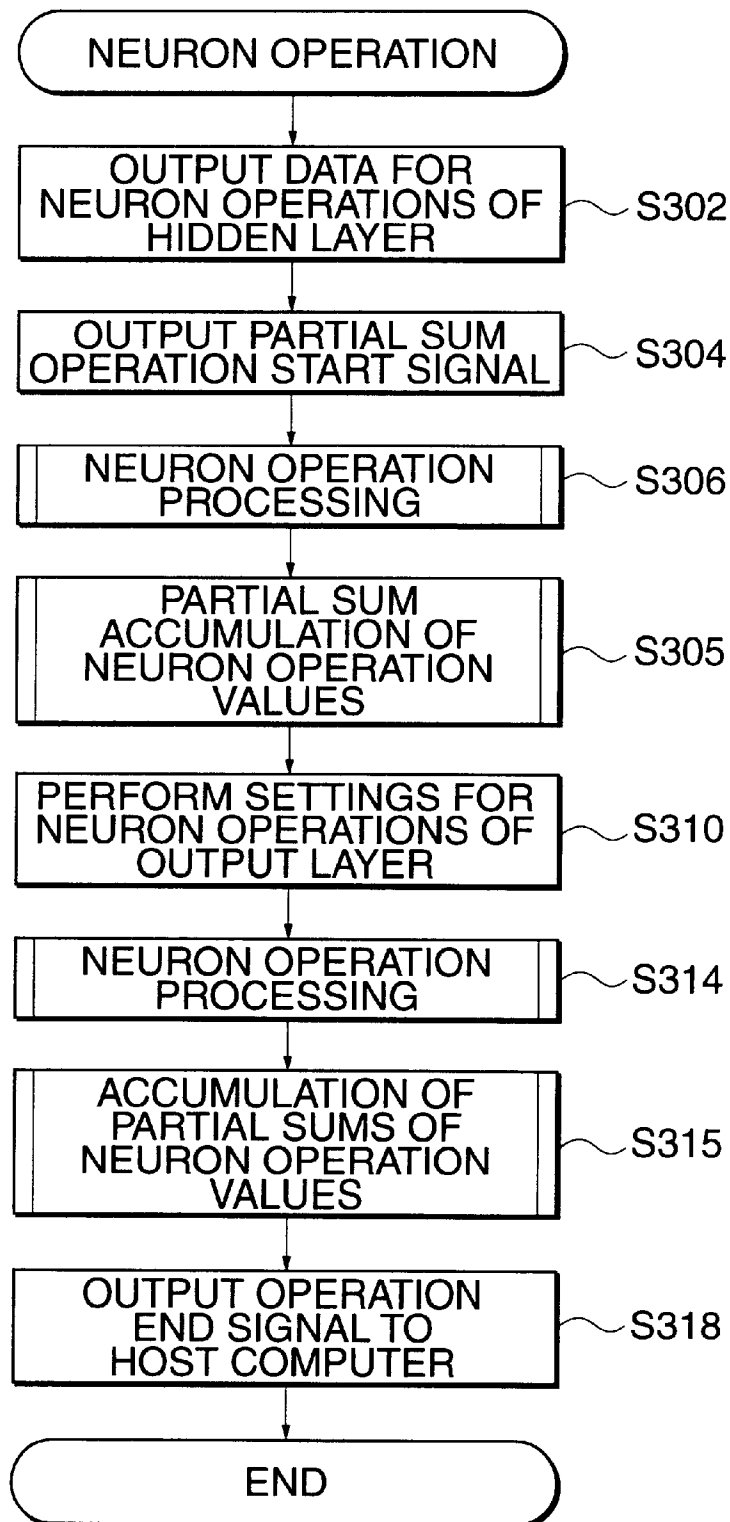 NEURON OPERATION
OUTPUT DATA FOR
NEURON OPERATIONS OF
HIDDEN LAYER
S302
OUTPUT PARTIAL SUM
OPERATION START SIGNAL
S304
NEURON OPERATION
PROCESSING
S306
PARTIAL SUM
ACCUMULATION OF
NEURON OPERATION
VALUES
S305
PERFORM SETTINGS FOR
NEURON OPERATIONS OF
OUTPUT LAYER
S310
NEURON OPERATION
PROCESSING
S314
ACCUMULATION OF
PARTIAL SUMS OF
NEURON OPERATION
VALUES
S315
OUTPUT OPERATION
END SIGNAL TO
HOST COMPUTER
S318
END